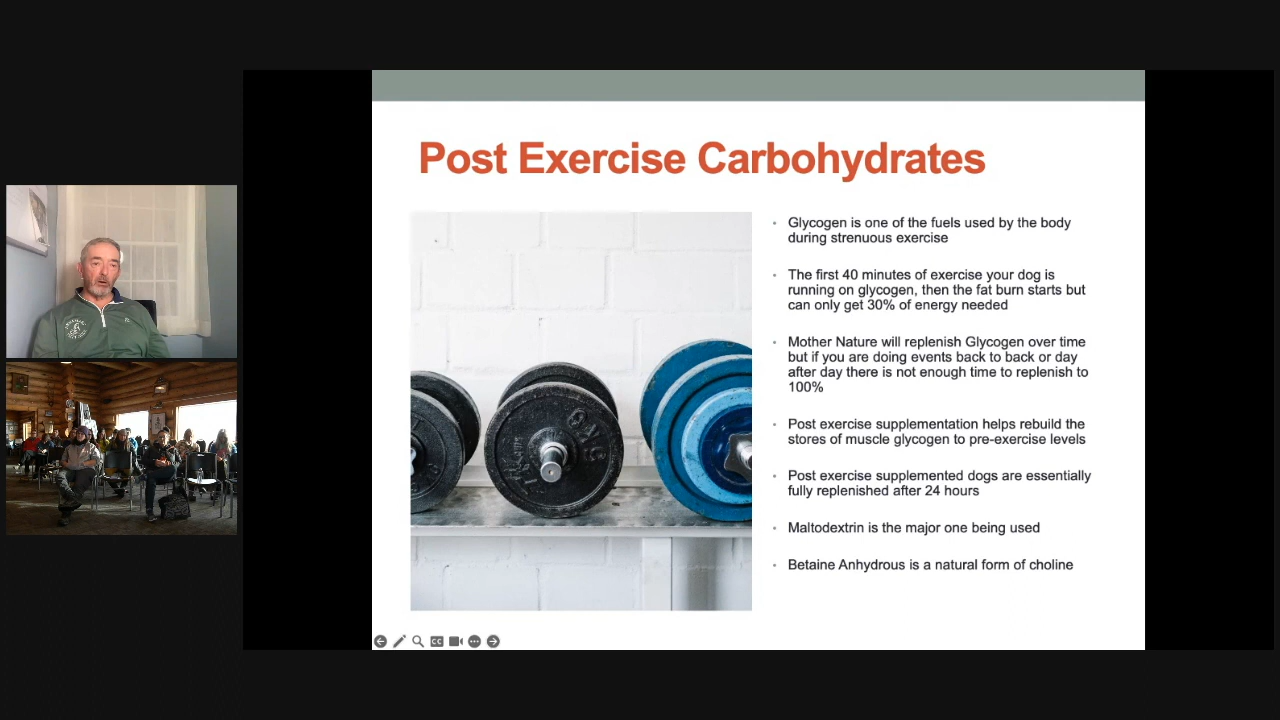 Post Exercise Carbohydrates
Glycogen is one of the fuels used by the body
during strenuous exercise
The first 40 minutes of exercise your dog is
running on glycogen, then the fat burn starts but
can only get 30% of energy needed
Mother Nature will replenish Glycogen over time
but if you are doing events back to back or day
after day there is not enough time to replenish to
100%
Post exercise supplementation helps rebuild the
stores of muscle glycogen to pre-exercise levels
Post exercise supplemented dogs are essentially
fully replenished after 24 hours
Maltodextrin is the major one being used
Betaine Anhydrous is a natural form of choline
CC